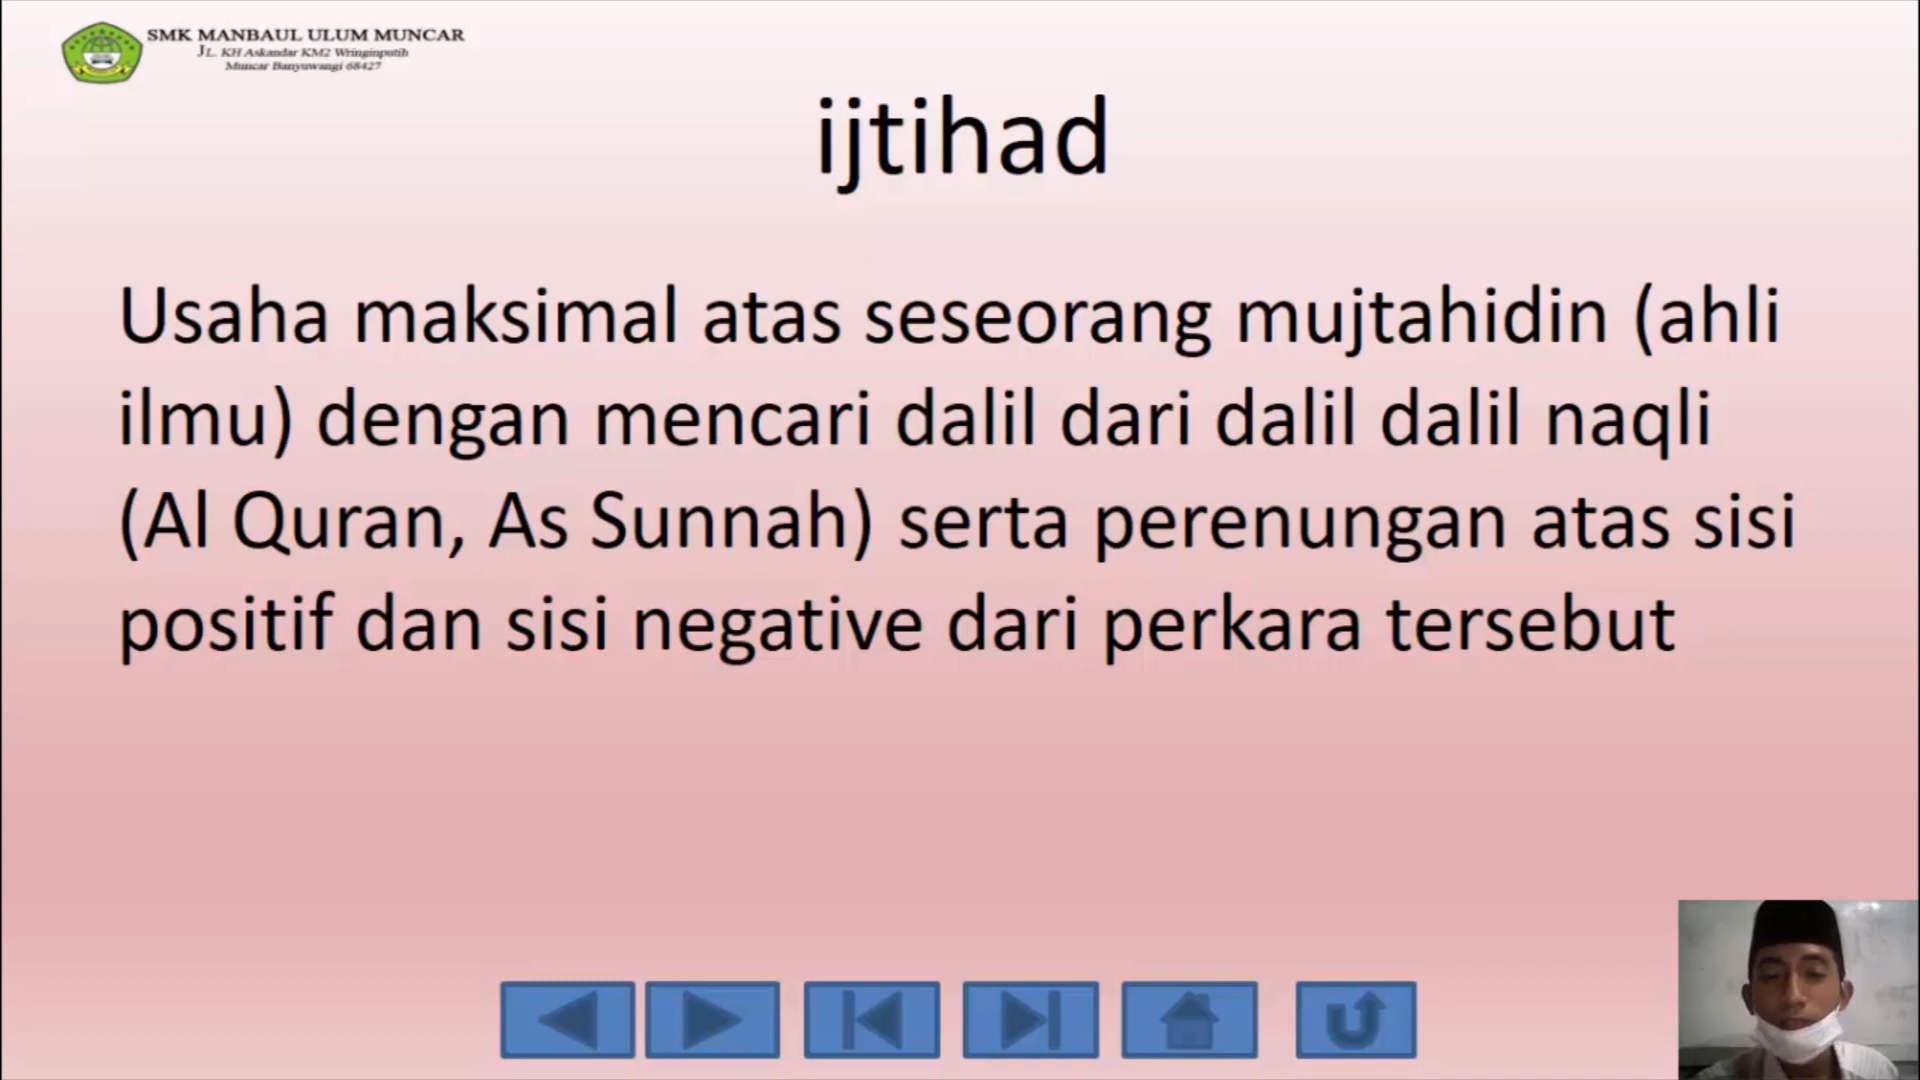 SMK MANBAUL ULUM MUNCAR
JL. KH Askandar KM2 Wringinputih
Muncar Banyuwangi 68427
ijtihad
Usaha maksimal atas seseorang mujtahidin (ahli
ilmu) dengan mencari dalil dari dalil dalil naqli
(Al Quran, As Sunnah) serta perenungan atas sisi
positif dan sisi negative dari perkara tersebut